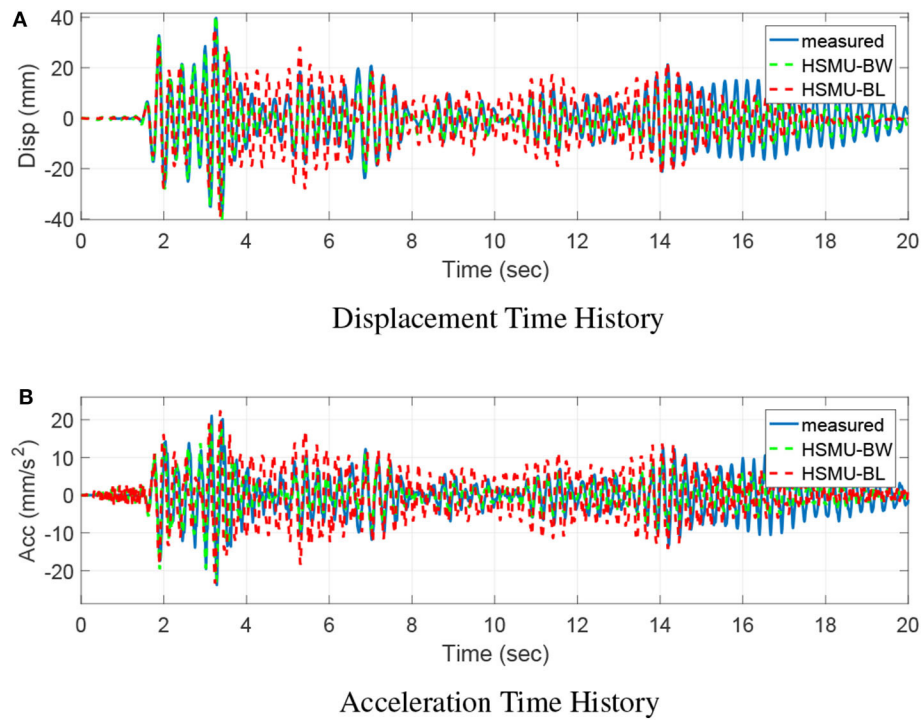 A
40
20
0
-20
-40
Disp (mm)
measured
HSMU-BW
HSMU-BL
0 2 4 6 8 10 12 14 16 18 20
Time (sec)
Displacement Time History
B
20
10
0
-10
-20
Acc (mm/s²)
measured
HSMU-BW
HSMU-BL
0 2 4 6 8 10 12 14 16 18 20
Time (sec)
Acceleration Time History